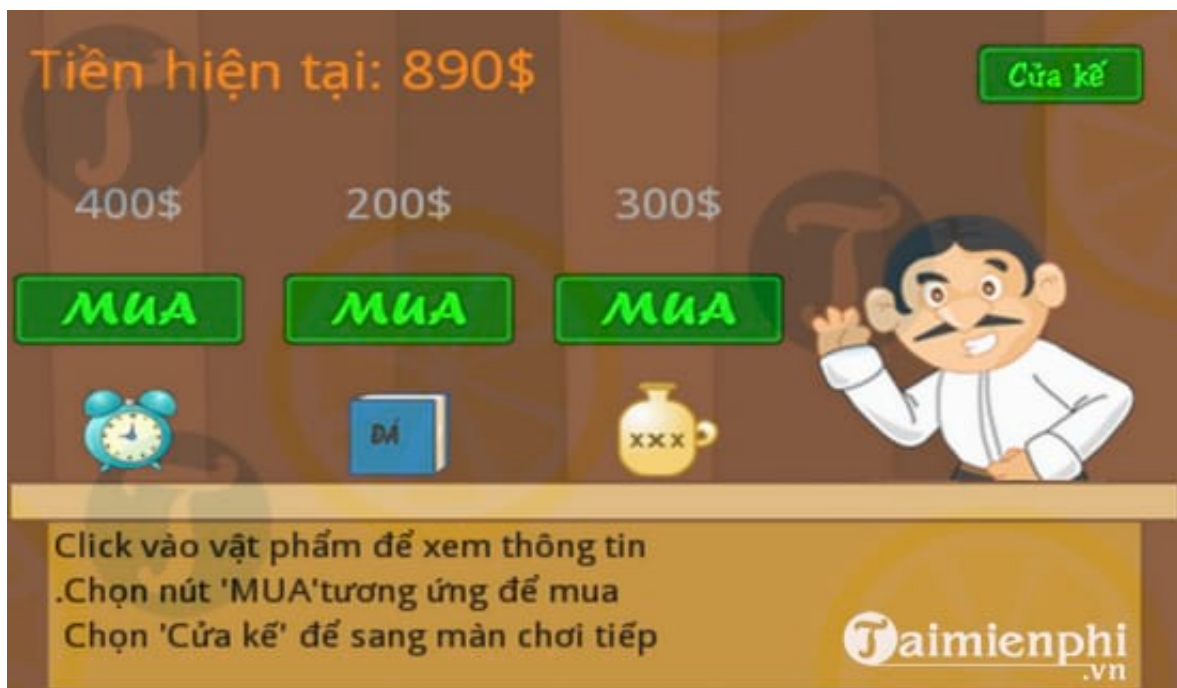 Tiền hiện tại: 890$
Cửa kế
400$ 200$ 300$
MUA MUA MUA
ĐÁ
xxx
Click vào vật phẩm để xem thông tin
.Chọn nút 'MUA'tương ứng để mua
Chọn 'Cửa kế' để sang màn chơi tiếp
Taimienphi
.vn